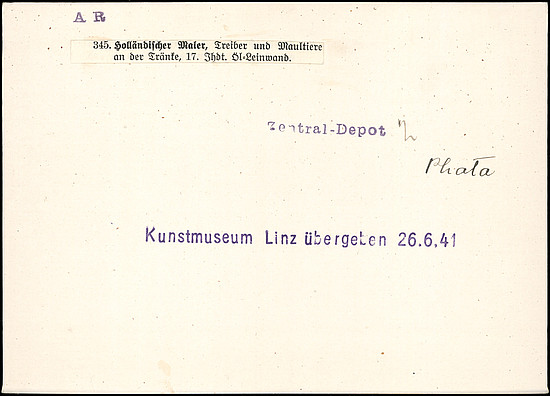 A R
345. Holländischer Maler, Treiber und Maultiere
an der Tränke, 17. Jhdt. Öl-Leinwand.
Zentral-Depot
Phata
Kunstmuseum Linz übergeben 26.6.41